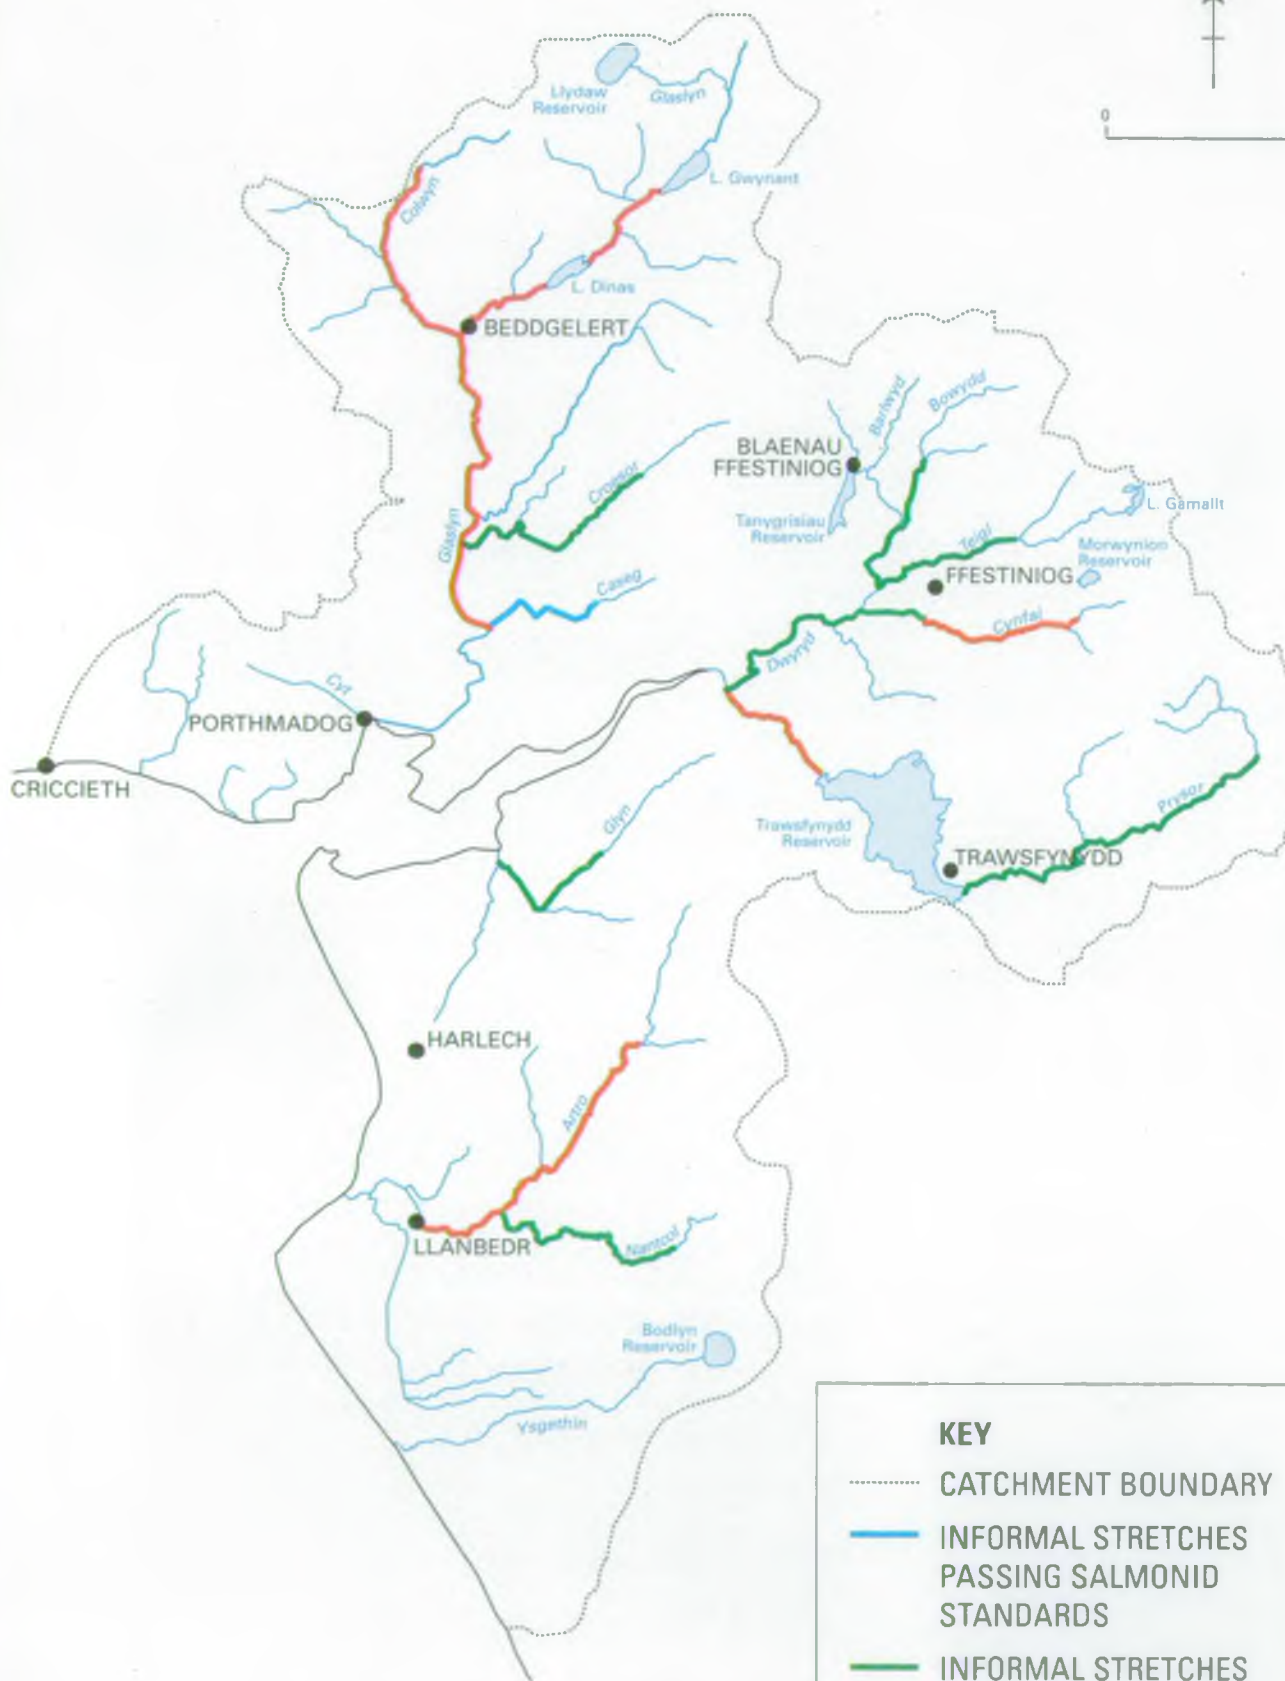 0
Llydaw
Reservoir
Glaslyn
L. Gwynant
Colwyn
L. Dinas
BEDDGELERT
Barlwyd
Bowydd
BLAENAU
FFESTINIOG
Croesor
L. Gamallt
Tanygrisiau
Reservoir
Teigl
Morwynion
Reservoir
Glaslyn
FFESTINIOG
Caseg
Cynfal
Dwyryd
Cyt
PORTHMADOG
CRICCIETH
Prysor
Glyn
Trawsfynydd
Reservoir
TRAWSFYNYDD
HARLECH
Artro
LLANBEDR
Nantcol
Bodlyn
Reservoir
Ysgethin
KEY
CATCHMENT BOUNDARY
INFORMAL STRETCHES
PASSING SALMONID
STANDARDS
INFORMAL STRETCHES